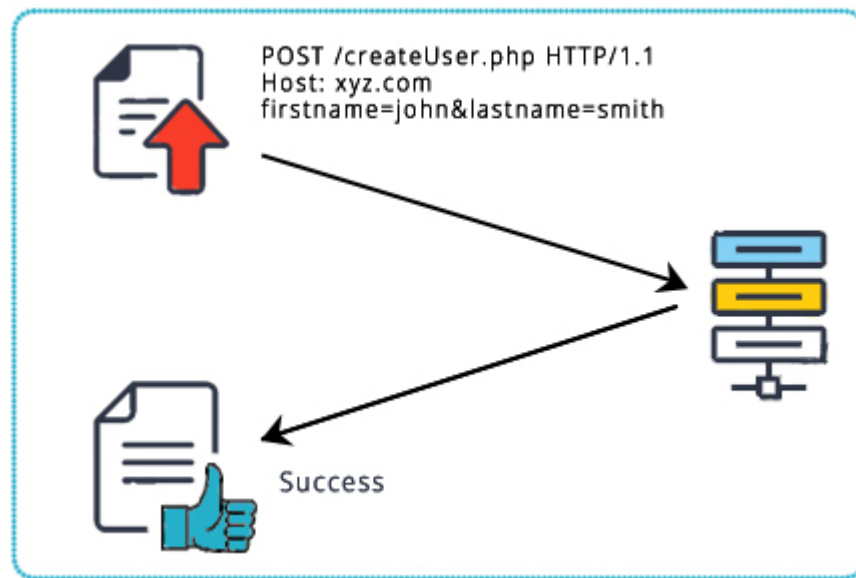 POST /createUser.php HTTP/1.1
Host: xyz.com
firstname=john&lastname=smith
Success